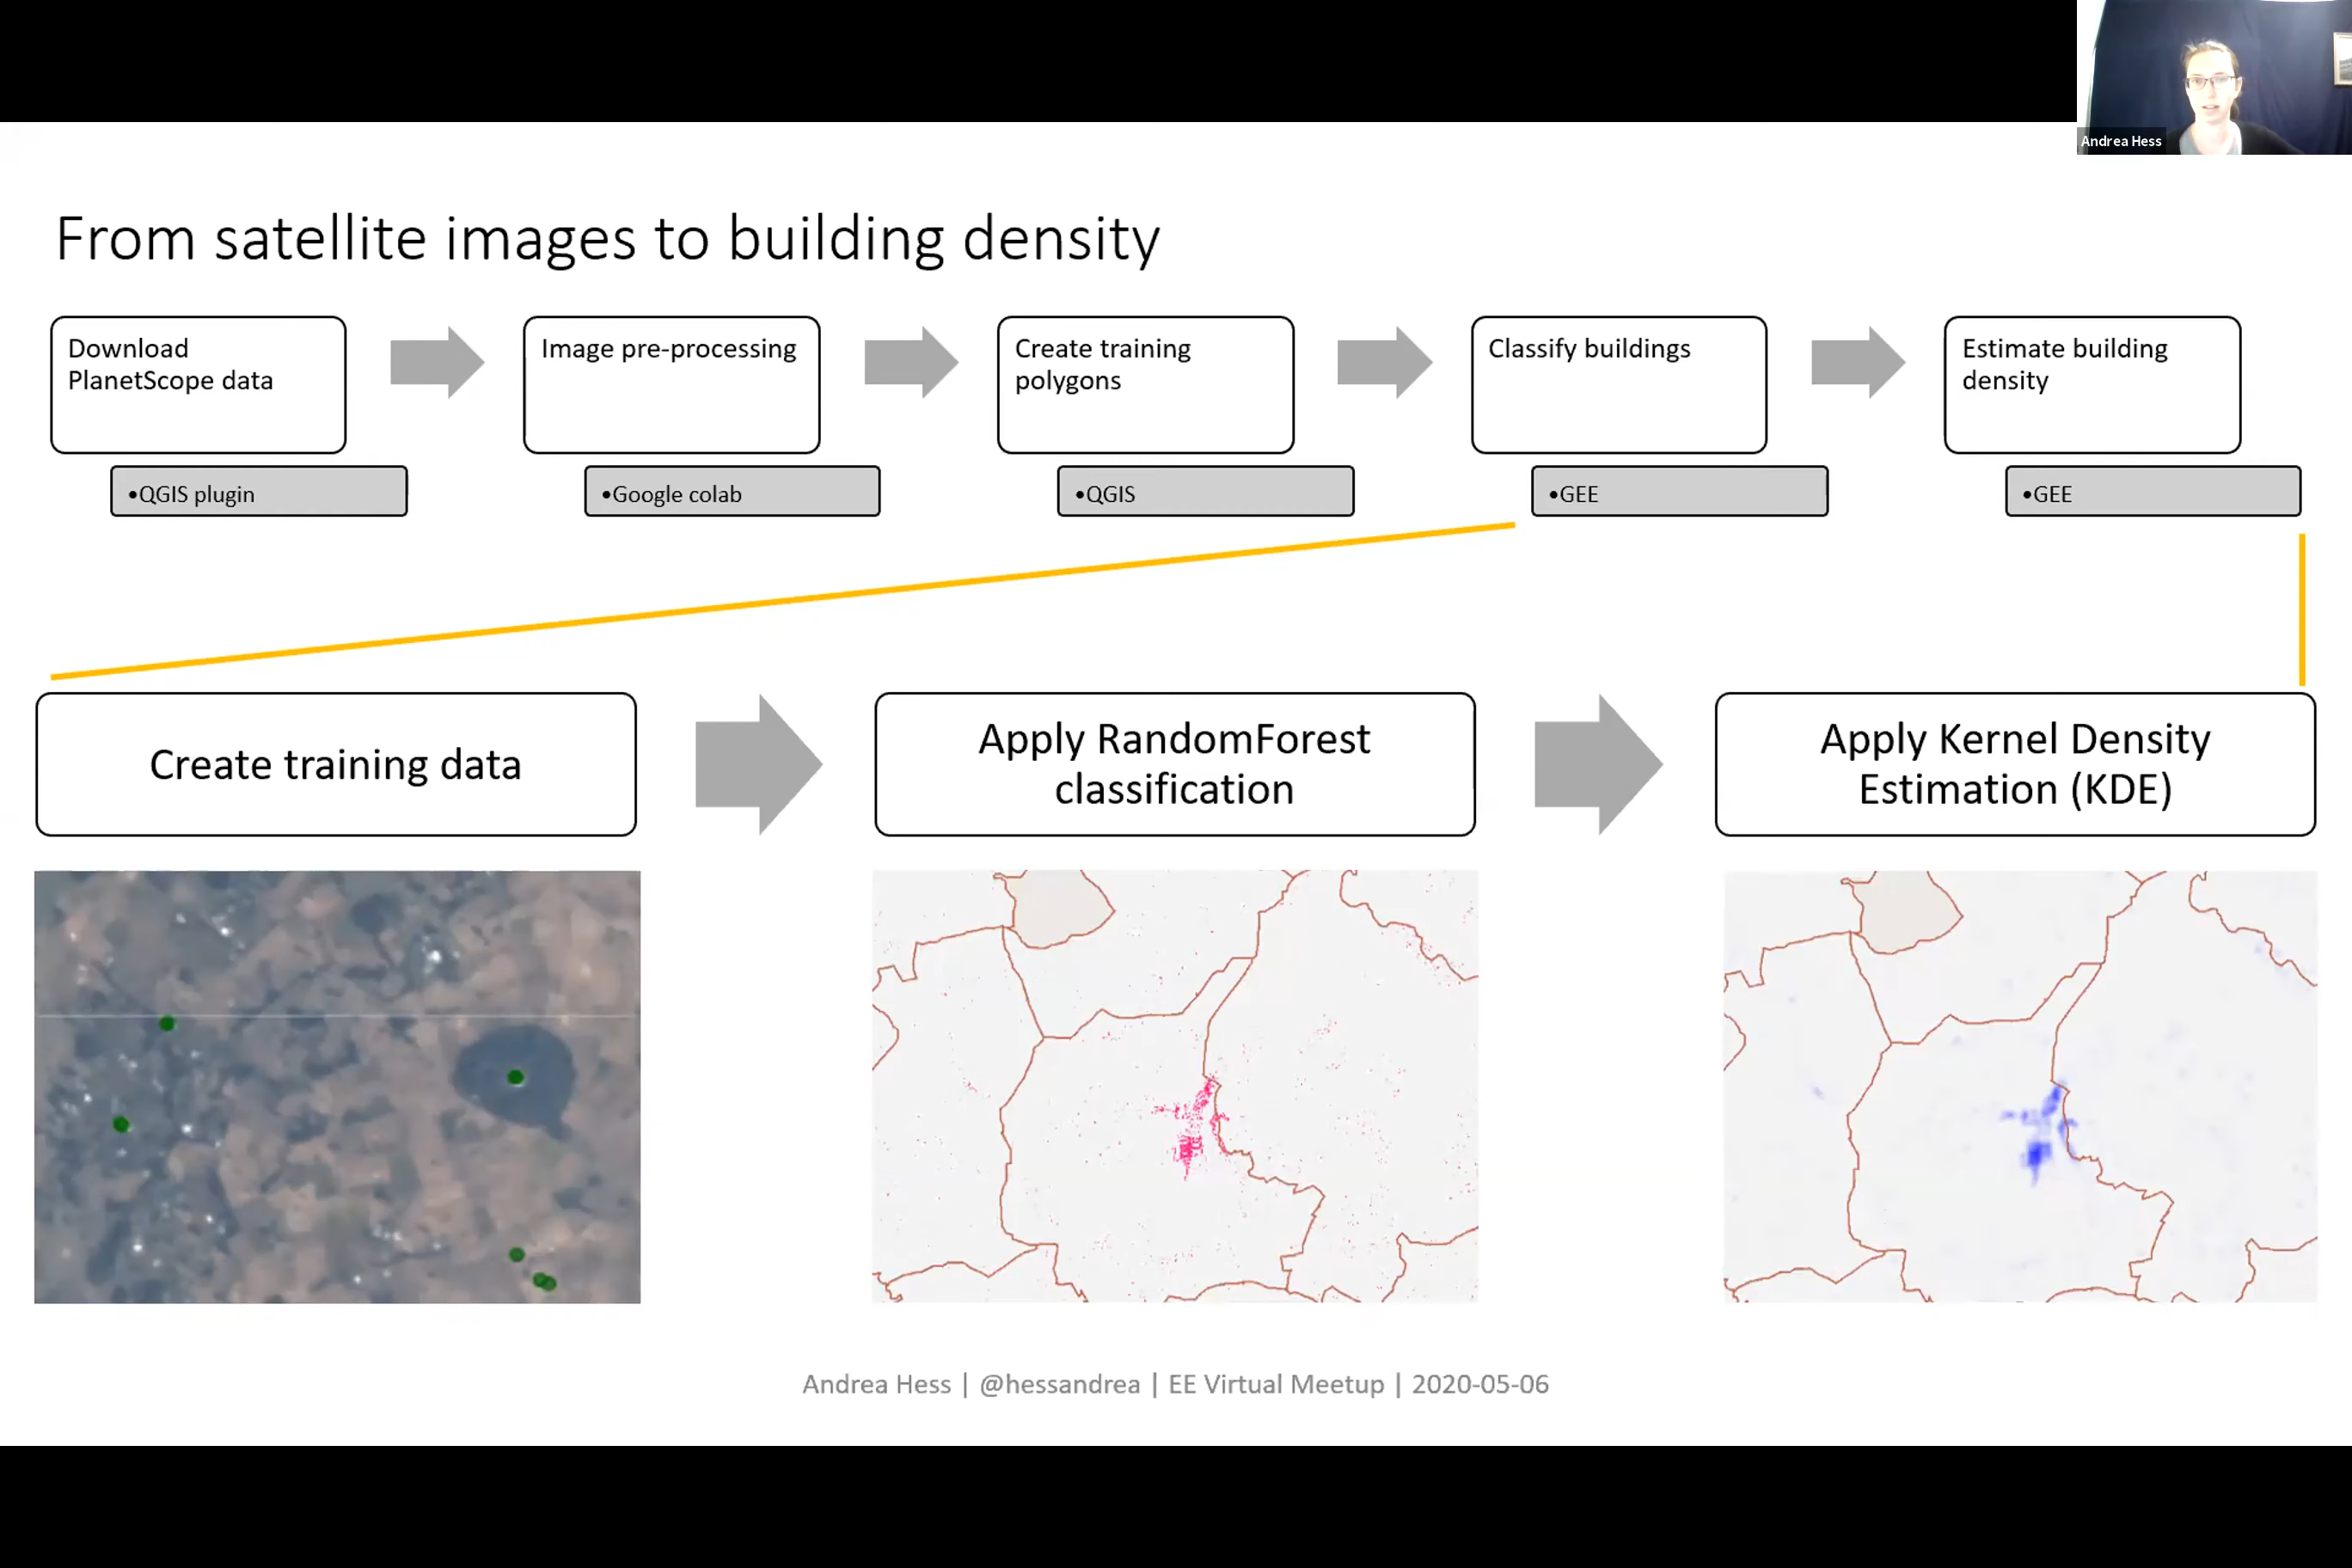 Andrea Hess
From satellite images to building density
Download
PlanetScope data
•QGIS plugin
Image pre-processing
•Google colab
Create training
polygons
•QGIS
Classify buildings
•GEE
Estimate building
density
•GEE
Create training data
Apply RandomForest
classification
Apply Kernel Density
Estimation (KDE)
Andrea Hess | @hessandrea | EE Virtual Meetup | 2020-05-06